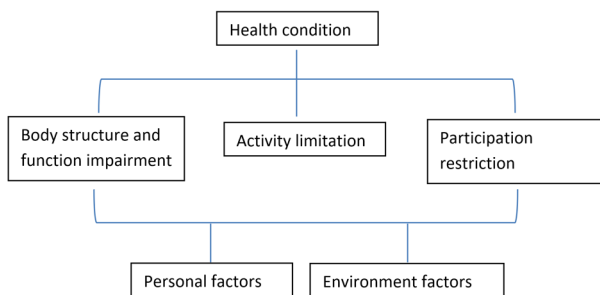 Health condition
Body structure and
function impairment
Activity limitation
Participation
restriction
Personal factors
Environment factors